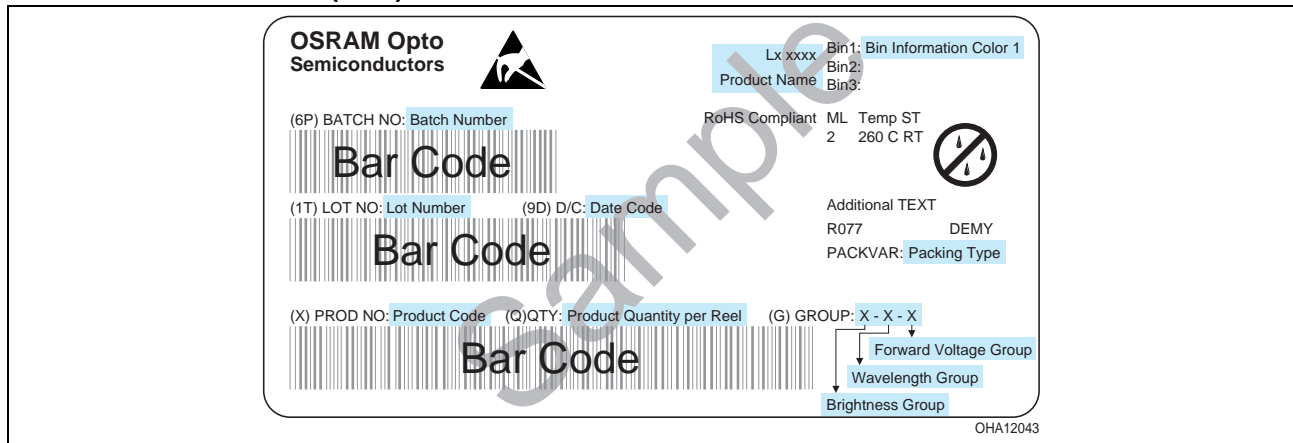 OSRAM Opto
Semiconductors
Lx xxxx
Product Name
Bin1: Bin Information Color 1
Bin2:
Bin3:
RoHS Compliant
ML Temp ST
2 260 C RT
(6P) BATCH NO: Batch Number
Bar Code
(1T) LOT NO: Lot Number (9D) D/C: Date Code
Bar Code
Additional TEXT
R077 DEMY
PACKVAR: Packing Type
(X) PROD NO: Product Code (Q)QTY: Product Quantity per Reel (G) GROUP: X - X - X
Bar Code
Forward Voltage Group
Wavelength Group
Brightness Group
Sample
OHA12043